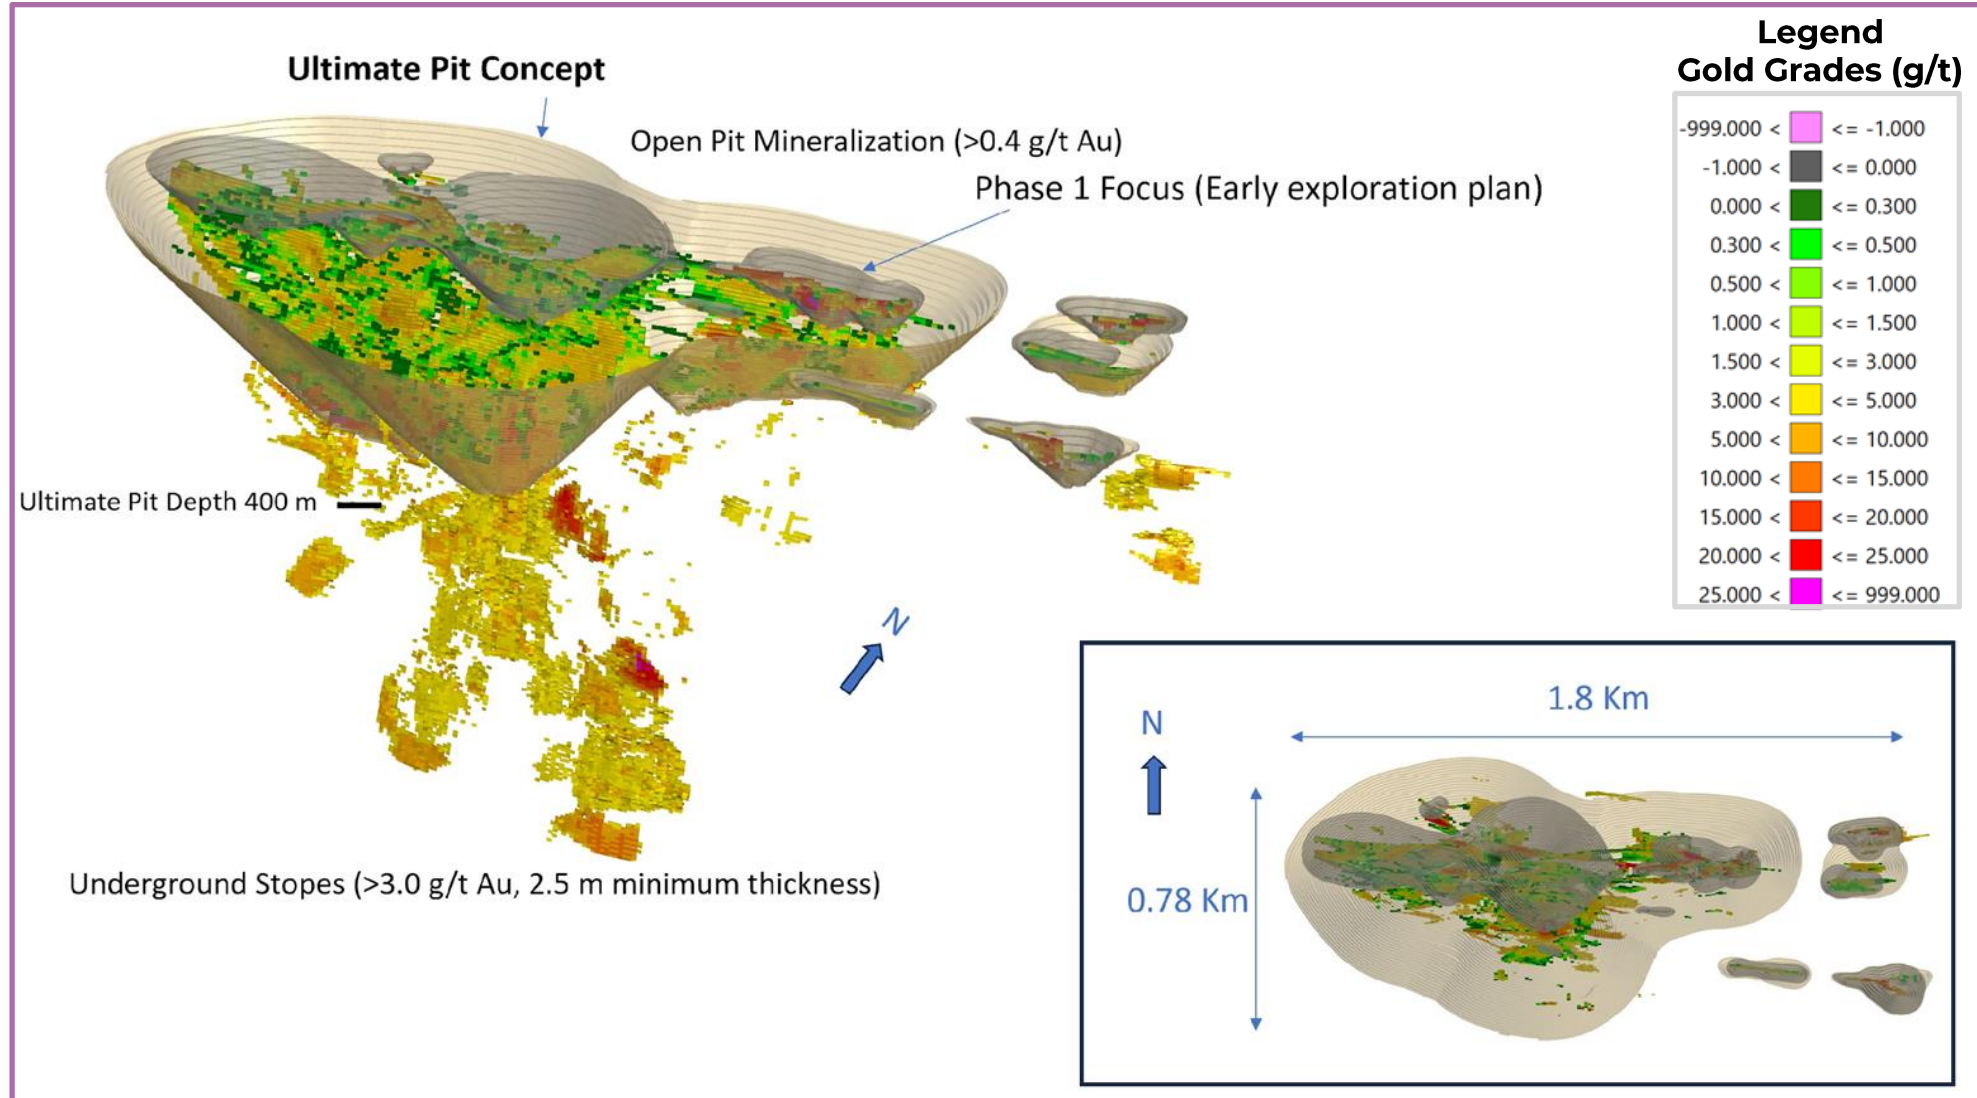 Ultimate Pit Concept
Open Pit Mineralization (>0.4 g/t Au)
Phase 1 Focus (Early exploration plan)
Ultimate Pit Depth 400 m
N
Underground Stopes (>3.0 g/t Au, 2.5 m minimum thickness)
Legend
Gold Grades (g/t)
-999.000 < <= -1.000
-1.000 < <= 0.000
0.000 < <= 0.300
0.300 < <= 0.500
0.500 < <= 1.000
1.000 < <= 1.500
1.500 < <= 3.000
3.000 < <= 5.000
5.000 < <= 10.000
10.000 < <= 15.000
15.000 < <= 20.000
20.000 < <= 25.000
25.000 < <= 999.000
1.8 Km
N
0.78 Km